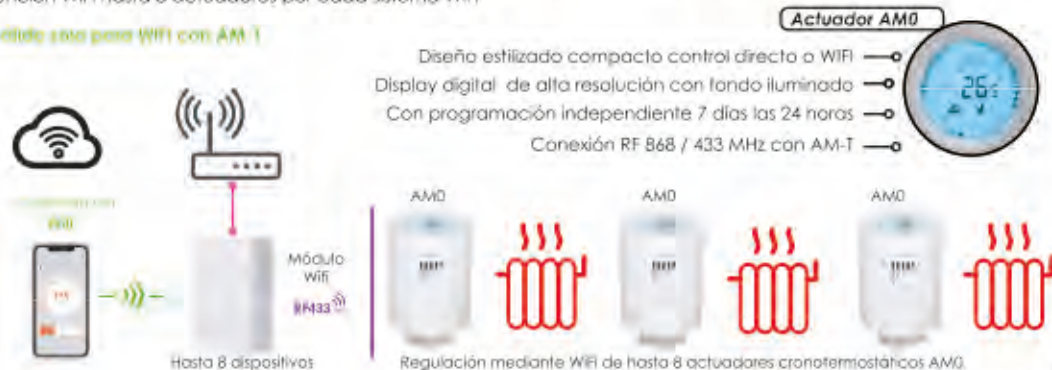 Actuador AM0
Diseño estilizado compacto control directo o WIFI
Display digital de alta resolución con fondo iluminado
Con programación independiente 7 días las 24 horas
Conexión RF 868 / 433 MHz con AM-T
26
AM0
AM0
AM0
Módulo
Wifi
RF433
Hasta 8 dispositivos
Regulación mediante WiFi de hasta 8 actuadores cronotermostáticos AM0.